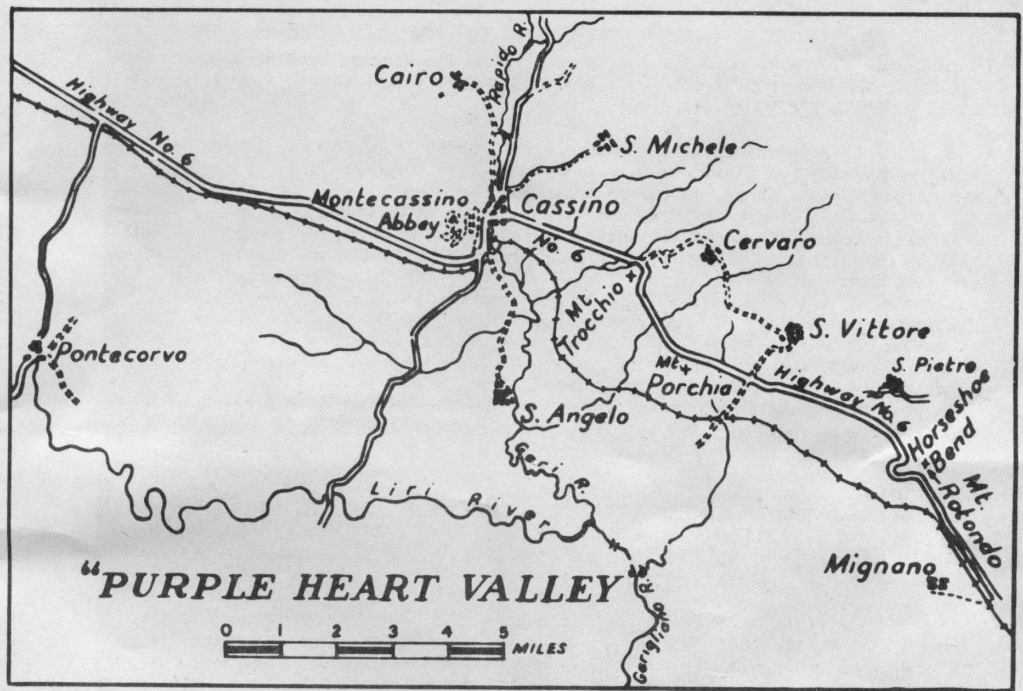 Rapido R.
Cairo
Highway No. 6
S. Michele
Montecassino
Abbey
Cassino
No. 6
Cervaro
Mt.
Trocchio
S. Vittore
Pontecorvo
Mt.
Porchia
Highway No. 6
S. Pietro
Horseshoe
Bend
S. Angelo
Mt.
Rotondo
Gari R.
Liri River
Mignano
"PURPLE HEART VALLEY
Garigliano R.
0 1 2 3 4 5
MILES